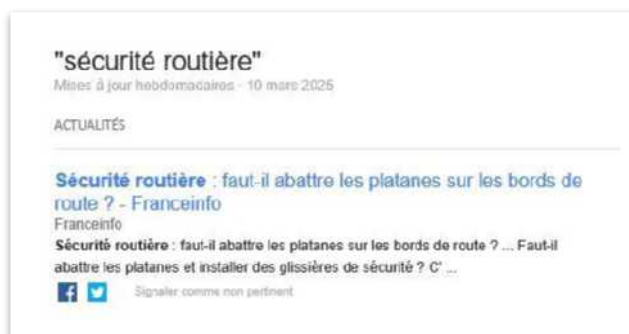 "sécurité routière"
Mises à jour hebdomadaires · 10 mars 2025
ACTUALITÉS
Sécurité routière : faut-il abattre les platanes sur les bords de
route ? - Franceinfo
Franceinfo
Sécurité routière : faut-il abattre les platanes sur les bords de route ? ... Faut-il
abattre les platanes et installer des glissières de sécurité ? C' ...
Signaler comme non pertinent